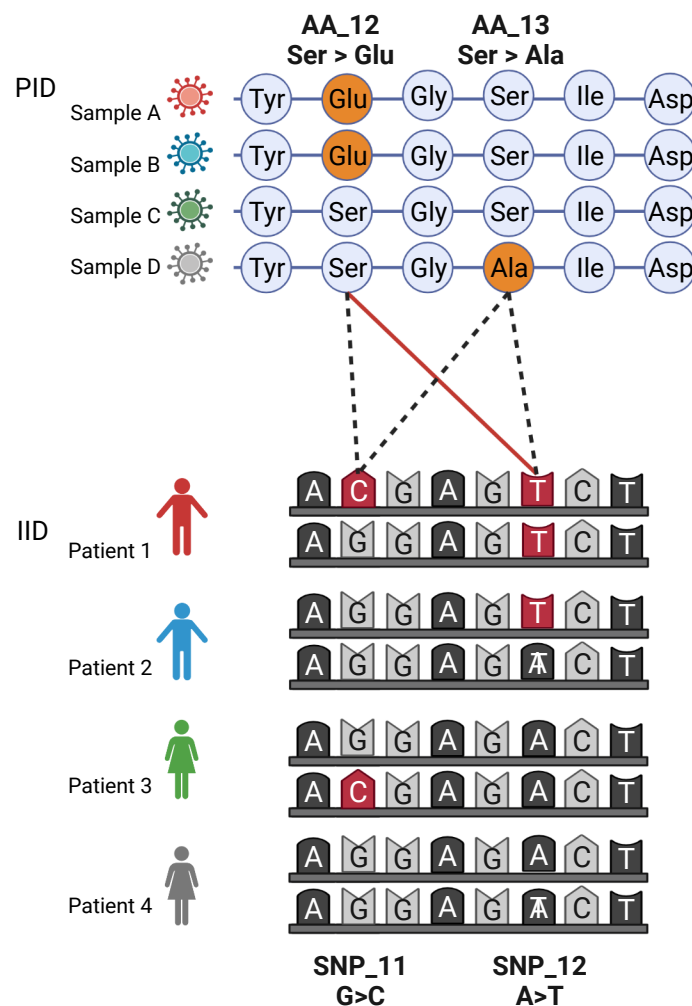 AA_12 AA_13
Ser > Glu Ser > Ala
PID
Sample A Tyr Glu Gly Ser Ile Asp
Sample B Tyr Glu Gly Ser Ile Asp
Sample C Tyr Ser Gly Ser Ile Asp
Sample D Tyr Ser Gly Ala Ile Asp
IID
Patient 1
A C G A G T C T
A G G A G T C T
Patient 2
A G G A G T C T
A G G A G A C T
Patient 3
A G G A G A C T
A C G A G A C T
Patient 4
A G G A G A C T
A G G A G A C T
SNP_11 SNP_12
G>C A>T